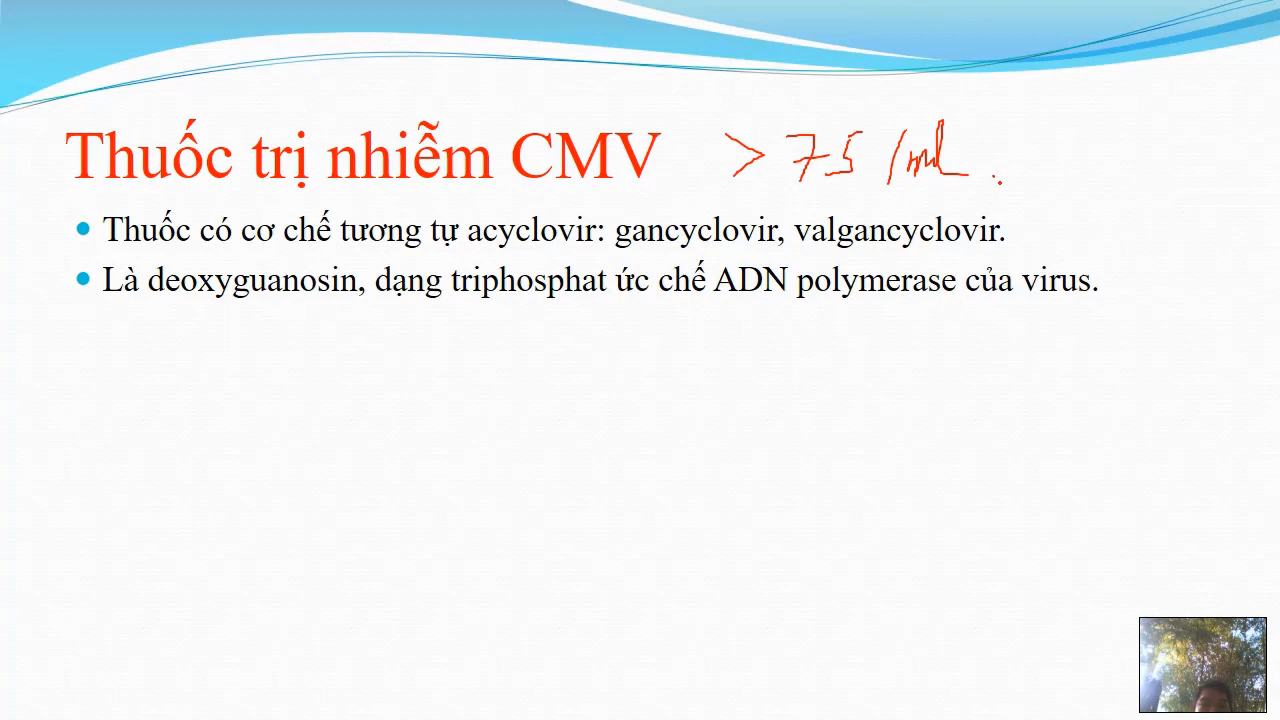 Thuốc trị nhiễm CMV > 75 /ml.
Thuốc có cơ chế tương tự acyclovir: gancyclovir, valgancyclovir.
Là deoxyguanosin, dạng triphosphat ức chế ADN polymerase của virus.